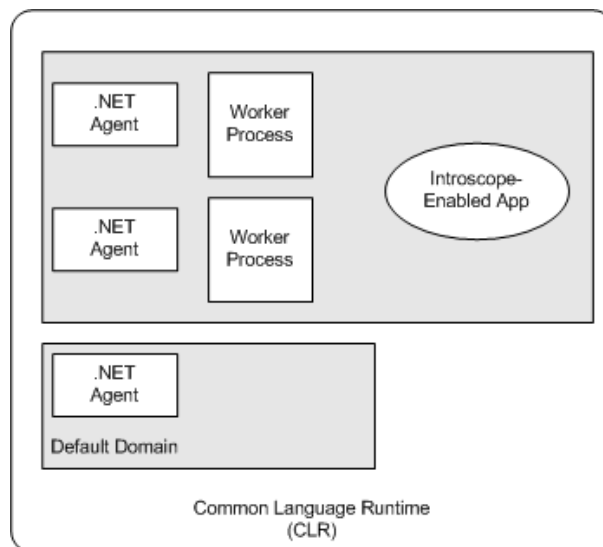 .NET
Agent
Worker
Process
Introscope-
Enabled App
.NET
Agent
Worker
Process
.NET
Agent
Default Domain
Common Language Runtime
(CLR)